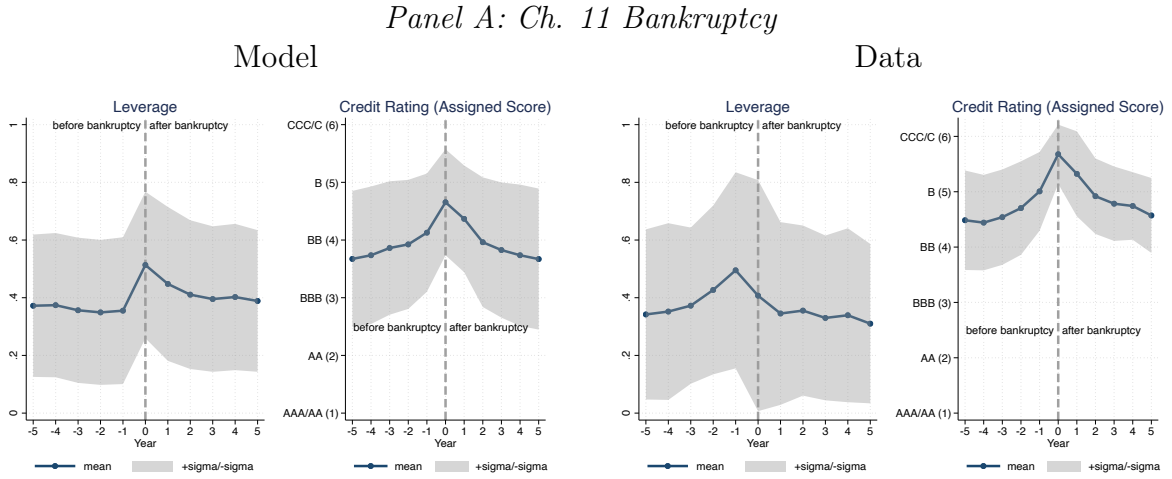 Panel A: Ch. 11 Bankruptcy
Model
Data
Leverage
before bankruptcy after bankruptcy
1
.8
.6
.4
.2
0
-5 -4 -3 -2 -1 0 1 2 3 4 5
Year
mean +sigma/-sigma
Credit Rating (Assigned Score)
CCC/C (6)
B (5)
BB (4)
BBB (3)
before bankruptcy after bankruptcy
AA (2)
AAA/AA (1)
-5 -4 -3 -2 -1 0 1 2 3 4 5
Year
mean +sigma/-sigma
Leverage
before bankruptcy after bankruptcy
1
.8
.6
.4
.2
0
-5 -4 -3 -2 -1 0 1 2 3 4 5
Year
mean +sigma/-sigma
Credit Rating (Assigned Score)
CCC/C (6)
B (5)
BB (4)
BBB (3)
before bankruptcy after bankruptcy
AA (2)
AAA/AA (1)
-5 -4 -3 -2 -1 0 1 2 3 4 5
Year
mean +sigma/-sigma